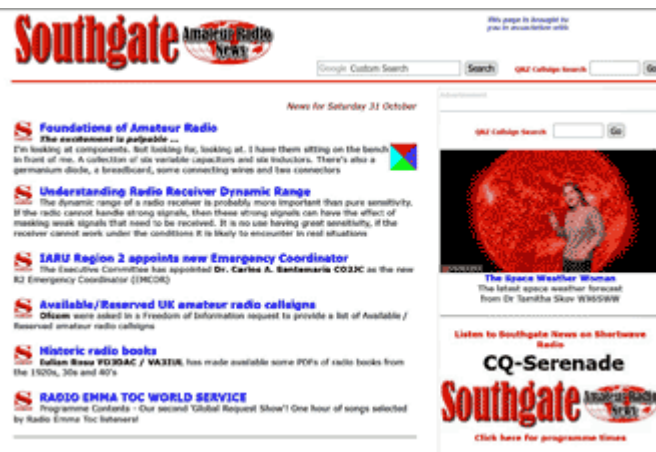 Southgate Amateur Radio News
This page is brought to
you in association with
Google Custom Search
Search
QRZ Callsign Search
Go
News for Saturday 31 October
Advertisement
Foundations of Amateur Radio
The excitement is palpable ...
I'm looking at components. Not looking for, looking at. I have them sitting on the bench
in front of me. A collection of six variable capacitors and six inductors. There's also a
germanium diode, a breadboard, some connecting wires and two connectors
Understanding Radio Receiver Dynamic Range
The dynamic range of a radio receiver is probably more important than pure sensitivity.
If the radio cannot handle strong signals, then these strong signals can have the effect of
masking weak signals that need to be received. It is no use having great sensitivity, if the
receiver cannot work under the conditions it is likely to encounter in real situations
IARU Region 2 appoints new Emergency Coordinator
The Executive Committee has appointed Dr. Carlos A. Santamaria CO2JC as the new
R2 Emergency Coordinator (EMCOR)
Available/Reserved UK amateur radio callsigns
Ofcom were asked in a Freedom of Information request to provide a list of Available /
Reserved amateur radio callsigns
Historic radio books
Iulian Rosu YO3DAC / VA3IUL has made available some PDFs of radio books from
the 1920s, 30s and 40's
RADIO EMMA TOC WORLD SERVICE
Programme Contents - Our second 'Global Request Show'! One hour of songs selected
by Radio Emma Toc listeners!
QRZ Callsign Search
Go
The Space Weather Woman
The latest space weather forecast
from Dr Tamitha Skov WX6SWW
Listen to Southgate News on Shortwave
Radio
CQ-Serenade
Southgate Amateur Radio News
Click here for programme times